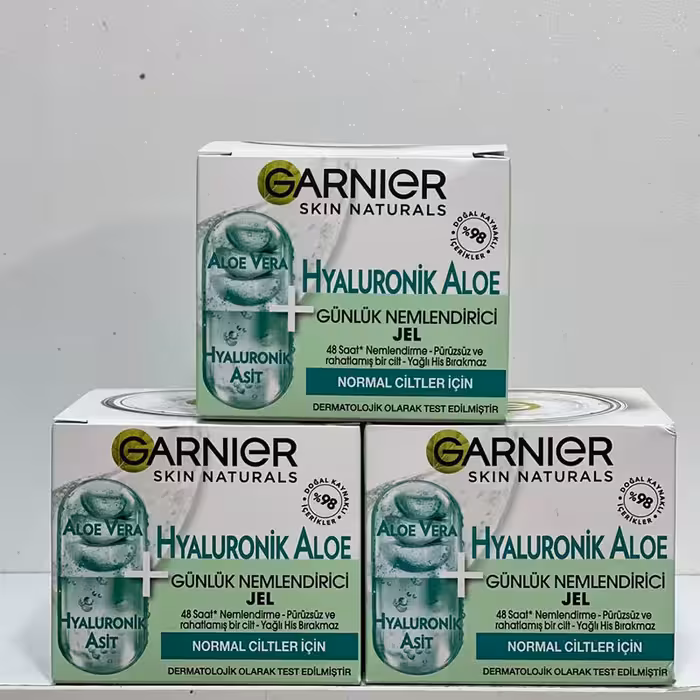 GARNIER
SKIN NATURALS
DOĞAL KAYNAKLI
%98
İÇERİKLER
ALOE VERA
HYALURONİK ALOE
+
GÜNLÜK NEMLENDİRİCİ
JEL
HYALURONİK
ASİT
48 Saat* Nemlendirme - Pürüzsüz ve
rahatlamış bir cilt - Yağlı His Bırakmaz
NORMAL CİLTLER İÇİN
DERMATOLOJİK OLARAK TEST EDİLMİŞTİR
GARNIER
SKIN NATURALS
DOĞAL KAYNAKLI
%98
İÇERİKLER
ALOE VERA
HYALURONİK ALOE
+
GÜNLÜK NEMLENDİRİCİ
JEL
HYALURONİK
ASİT
48 Saat* Nemlendirme - Pürüzsüz ve
rahatlamış bir cilt - Yağlı His Bırakmaz
NORMAL CİLTLER İÇİN
DERMATOLOJİK OLARAK TEST EDİLMİŞTİR
GARNIER
SKIN NATURALS
DOĞAL KAYNAKLI
%98
İÇERİKLER
ALOE VERA
HYALURONİK ALOE
+
GÜNLÜK NEMLENDİRİCİ
JEL
HYALURONİK
ASİT
48 Saat* Nemlendirme - Pürüzsüz ve
rahatlamış bir cilt - Yağlı His Bırakmaz
NORMAL CİLTLER İÇİN
DERMATOLOJİK OLARAK TEST EDİLMİŞTİR